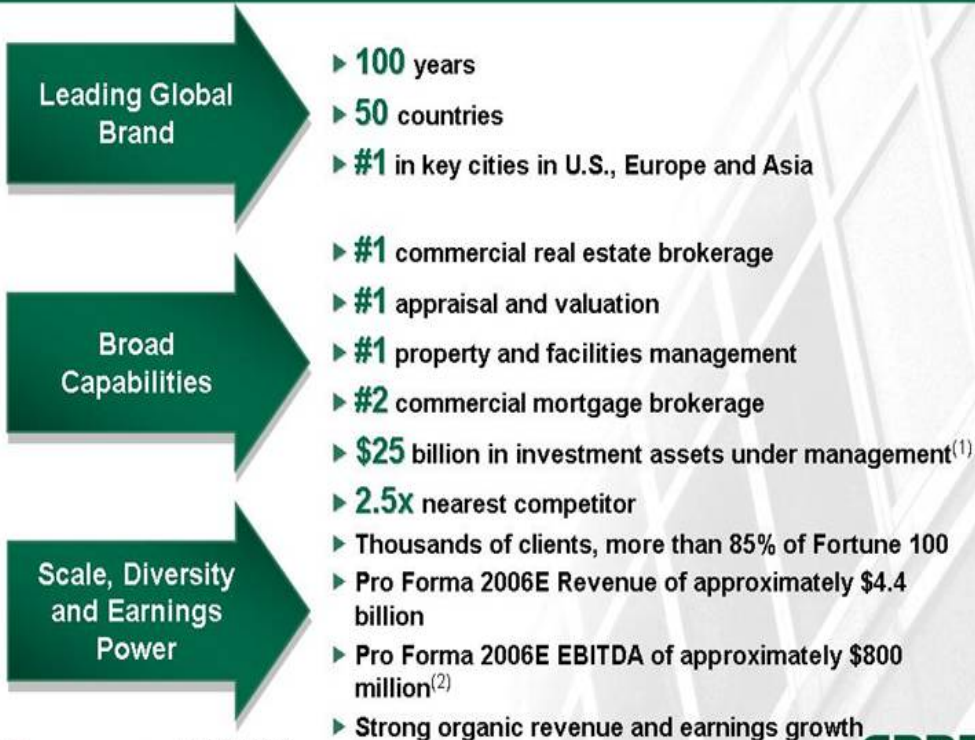 Leading Global
Brand
▶ 100 years
▶ 50 countries
▶ #1 in key cities in U.S., Europe and Asia
Broad
Capabilities
▶ #1 commercial real estate brokerage
▶ #1 appraisal and valuation
▶ #1 property and facilities management
▶ #2 commercial mortgage brokerage
▶ $25 billion in investment assets under management(1)
Scale, Diversity
and Earnings
Power
▶ 2.5x nearest competitor
▶ Thousands of clients, more than 85% of Fortune 100
▶ Pro Forma 2006E Revenue of approximately $4.4
billion
▶ Pro Forma 2006E EBITDA of approximately $800
million(2)
▶ Strong organic revenue and earnings growth